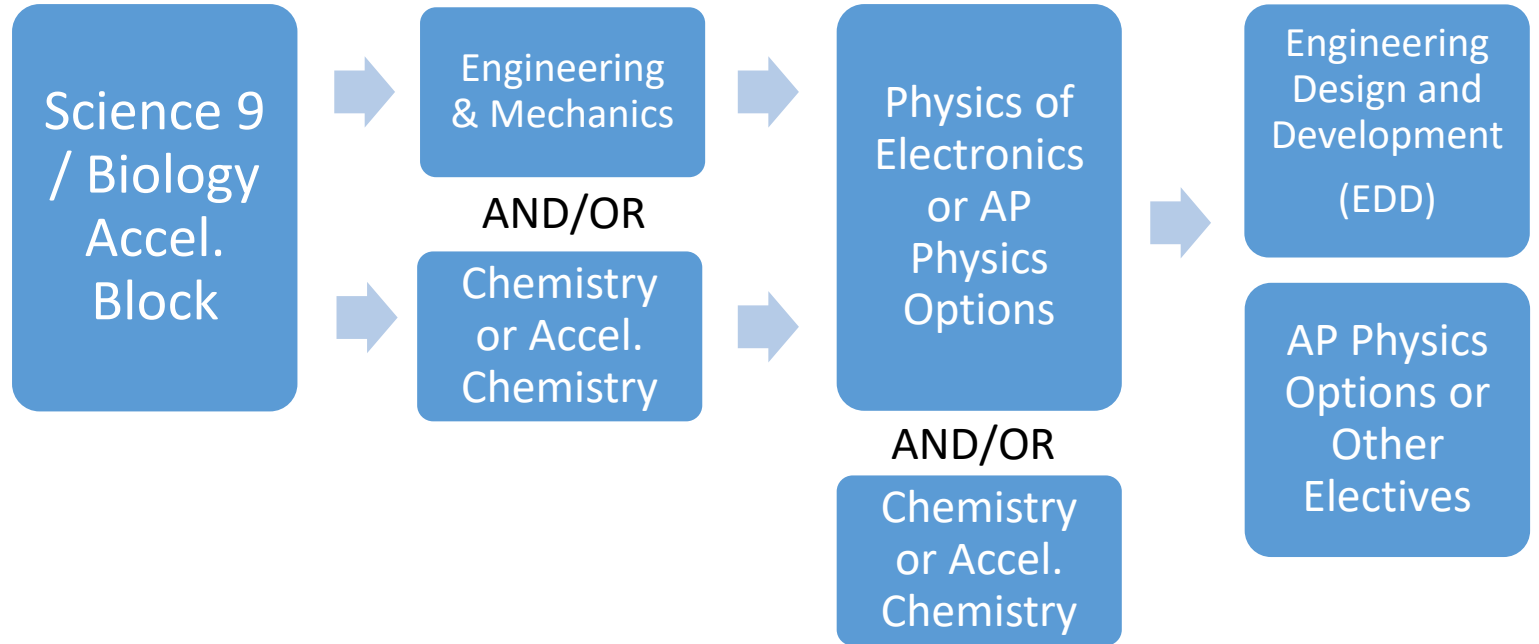 Science 9
/ Biology
Accel.
Block
Engineering
& Mechanics
AND/OR
Chemistry
or Accel.
Chemistry
Physics of
Electronics
or AP
Physics
Options
AND/OR
Chemistry
or Accel.
Chemistry
Engineering
Design and
Development
(EDD)
AP Physics
Options or
Other
Electives